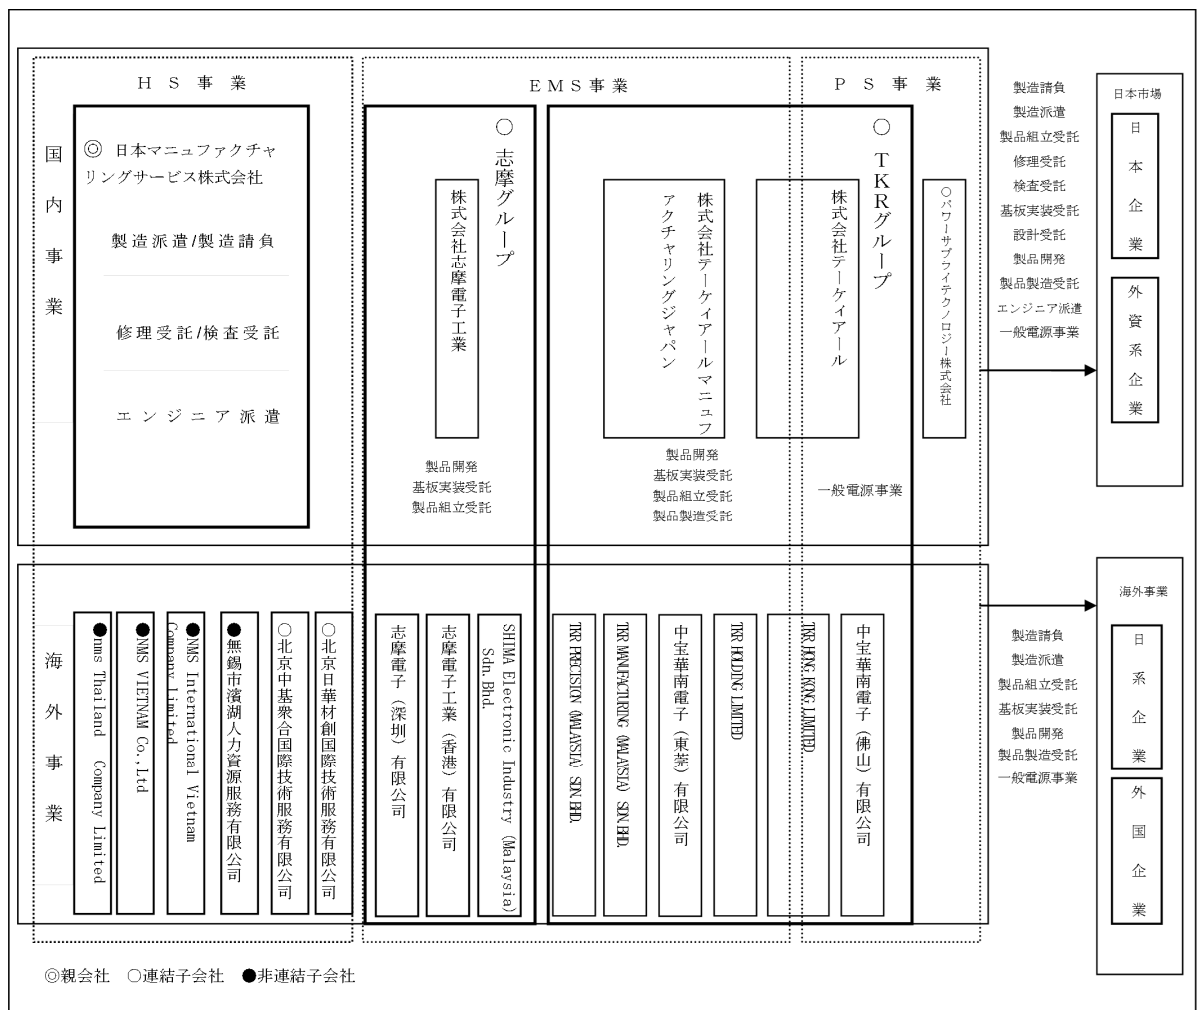 ＨＳ事業
ＥＭＳ事業
ＰＳ事業
国内事業
◎ 日本マニュファクチャ
リングサービス株式会社
製造派遣/製造請負
修理受託/検査受託
エンジニア派遣
○志摩グループ
株式会社志摩電子工業
製品開発
基板実装受託
製品組立受託
○ＴＫＲグループ
株式会社テーケィアールマニュフ
アクチャリングジャパン
製品開発
基板実装受託
製品組立受託
製品製造受託
株式会社テーケィアール
一般電源事業
○パワーサプライテクノロジー株式会社
製造請負
製造派遣
製品組立受託
修理受託
検査受託
基板実装受託
設計受託
製品開発
製品製造受託
エンジニア派遣
一般電源事業
日本市場
日本企業
外資系企業
海外事業
●nms Thailand Company Limited
●NMS VIETNAM Co.,Ltd
●NMS International Vietnam
Company Limited
●無錫市濱湖人力資源服務有限公司
○北京中基衆合国際技術服務有限公司
○北京日華材創国際技術服務有限公司
志摩電子（深圳）有限公司
志摩電子工業（香港）有限公司
SHIMA Electronic Industry (Malaysia)
Sdn. Bhd.
TKR PRECISION (MALAYSIA) SDN. BHD.
TKR MANUFACTURING (MALAYSIA) SDN. BHD.
中宝華南電子（東莞）有限公司
TKR HOLDING LIMITED
TKR HONG KONG LIMITED
中宝華南電子（佛山）有限公司
製造請負
製造派遣
製品組立受託
基板実装受託
製品開発
製品製造受託
一般電源事業
海外事業
日系企業
外国企業
◎親会社 ○連結子会社 ●非連結子会社